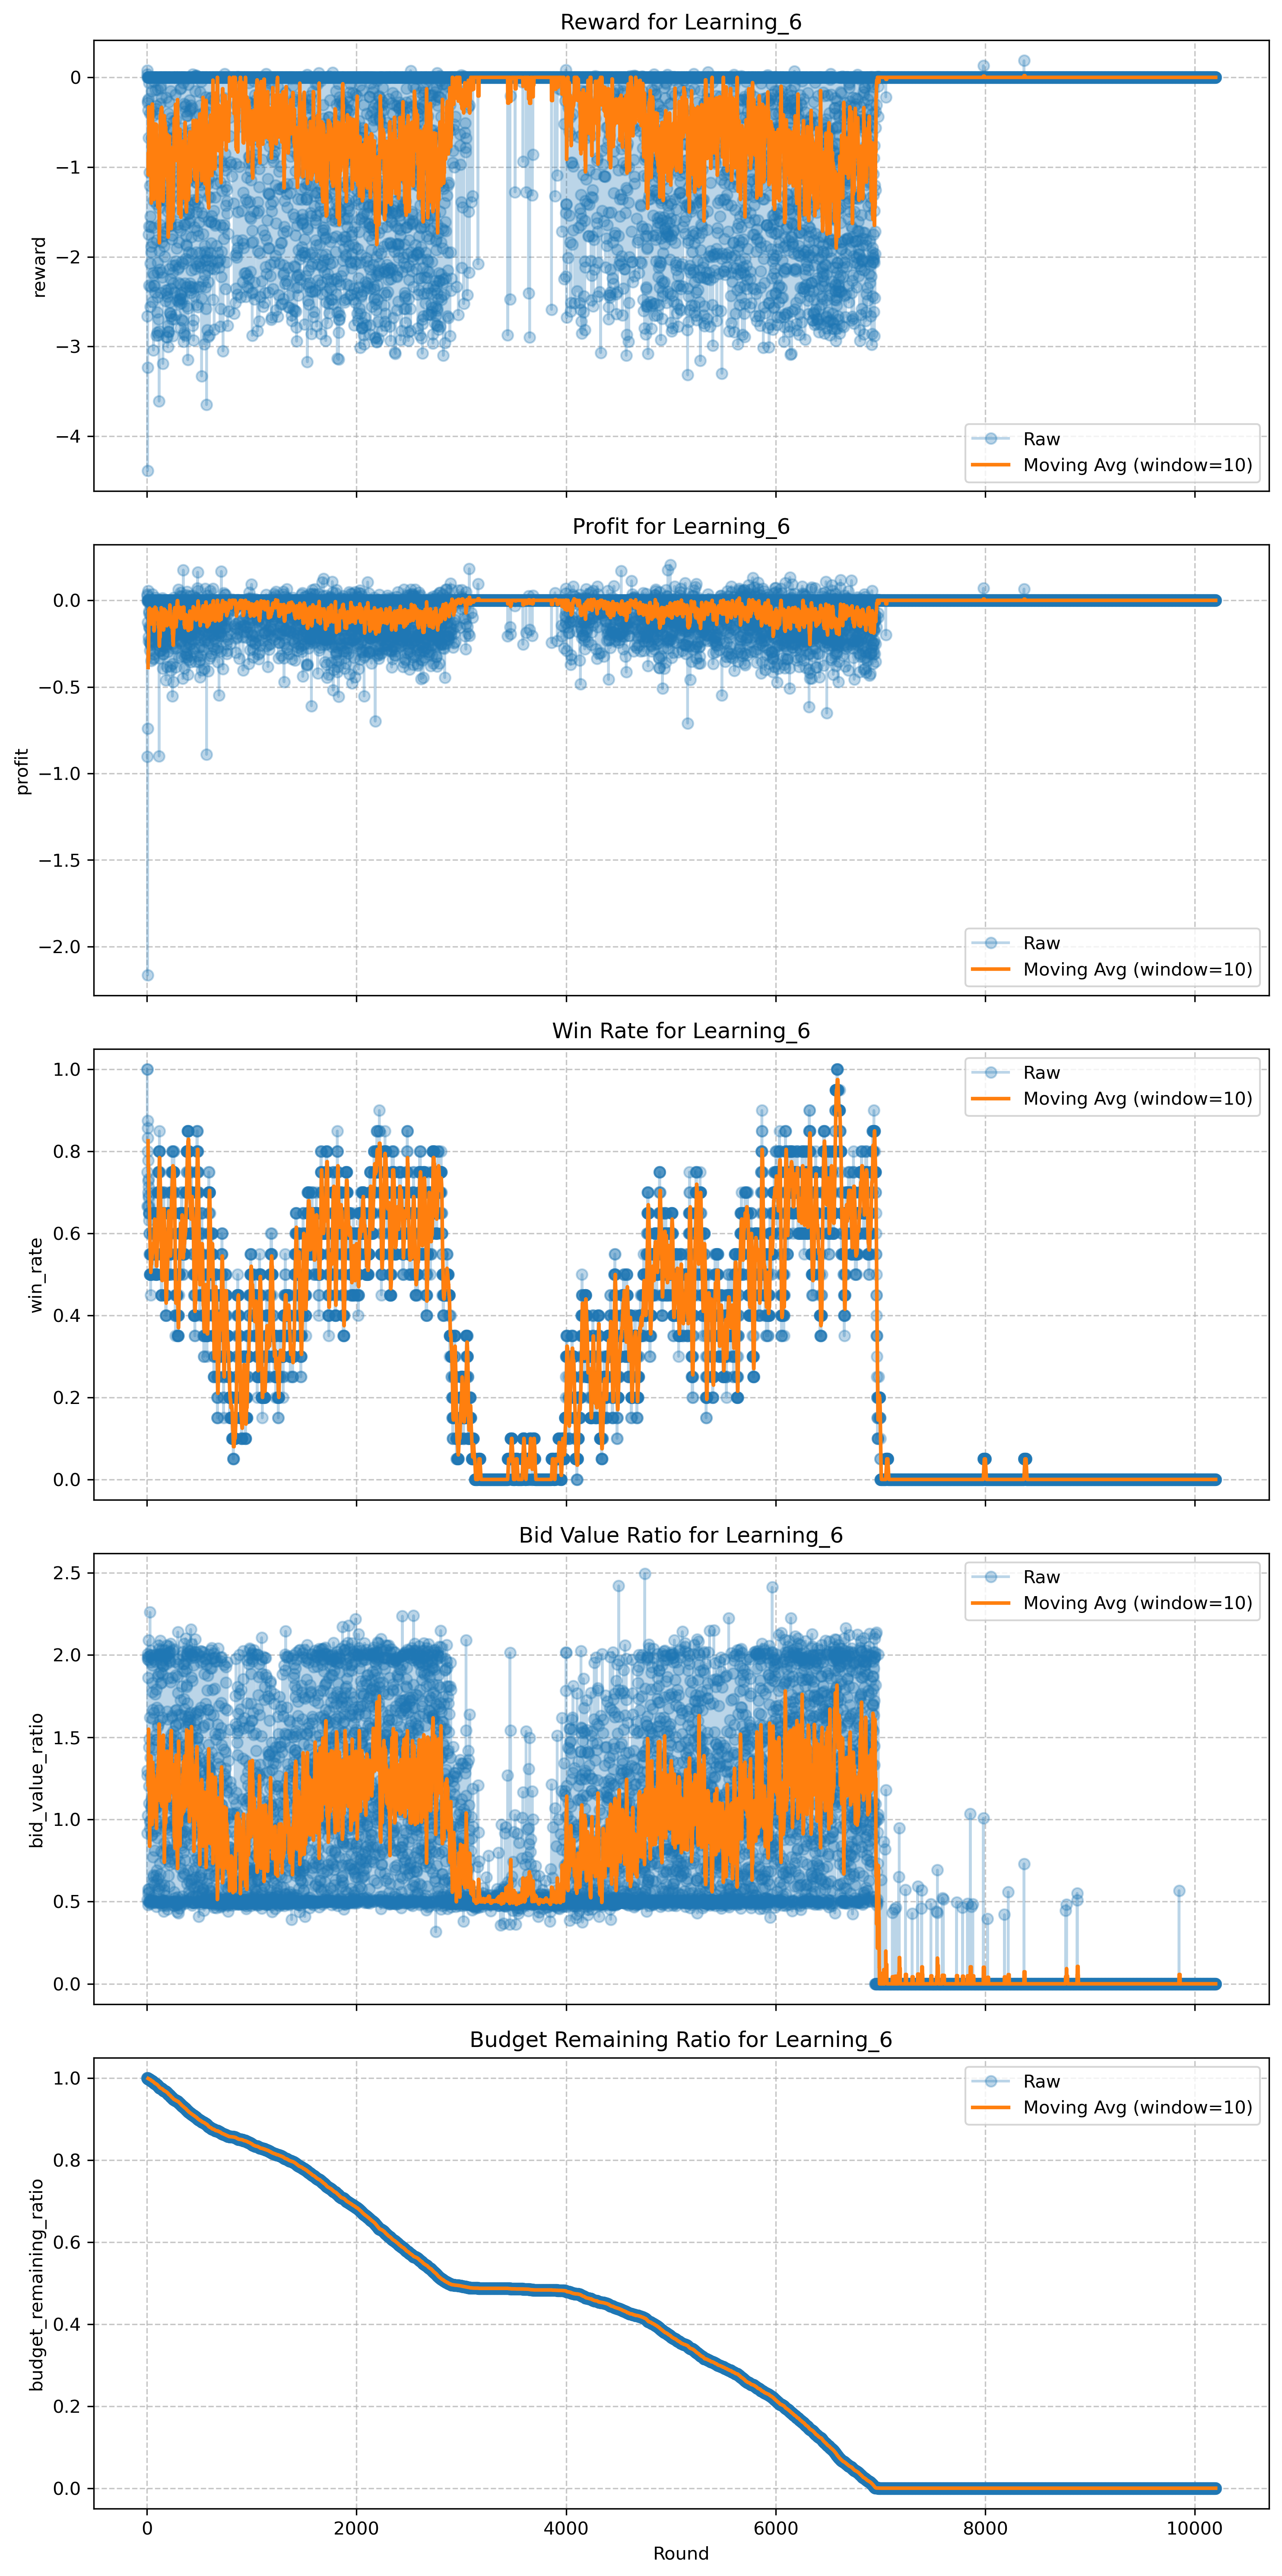 Reward for Learning_6
0
−1
−2
−3
−4
reward
Raw
Moving Avg (window=10)
Profit for Learning_6
0.0
−0.5
−1.0
−1.5
−2.0
profit
Raw
Moving Avg (window=10)
Win Rate for Learning_6
1.0
0.8
0.6
0.4
0.2
0.0
win_rate
Raw
Moving Avg (window=10)
Bid Value Ratio for Learning_6
2.5
2.0
1.5
1.0
0.5
0.0
bid_value_ratio
Raw
Moving Avg (window=10)
Budget Remaining Ratio for Learning_6
1.0
0.8
0.6
0.4
0.2
0.0
budget_remaining_ratio
Raw
Moving Avg (window=10)
0 2000 4000 6000 8000 10000
Round